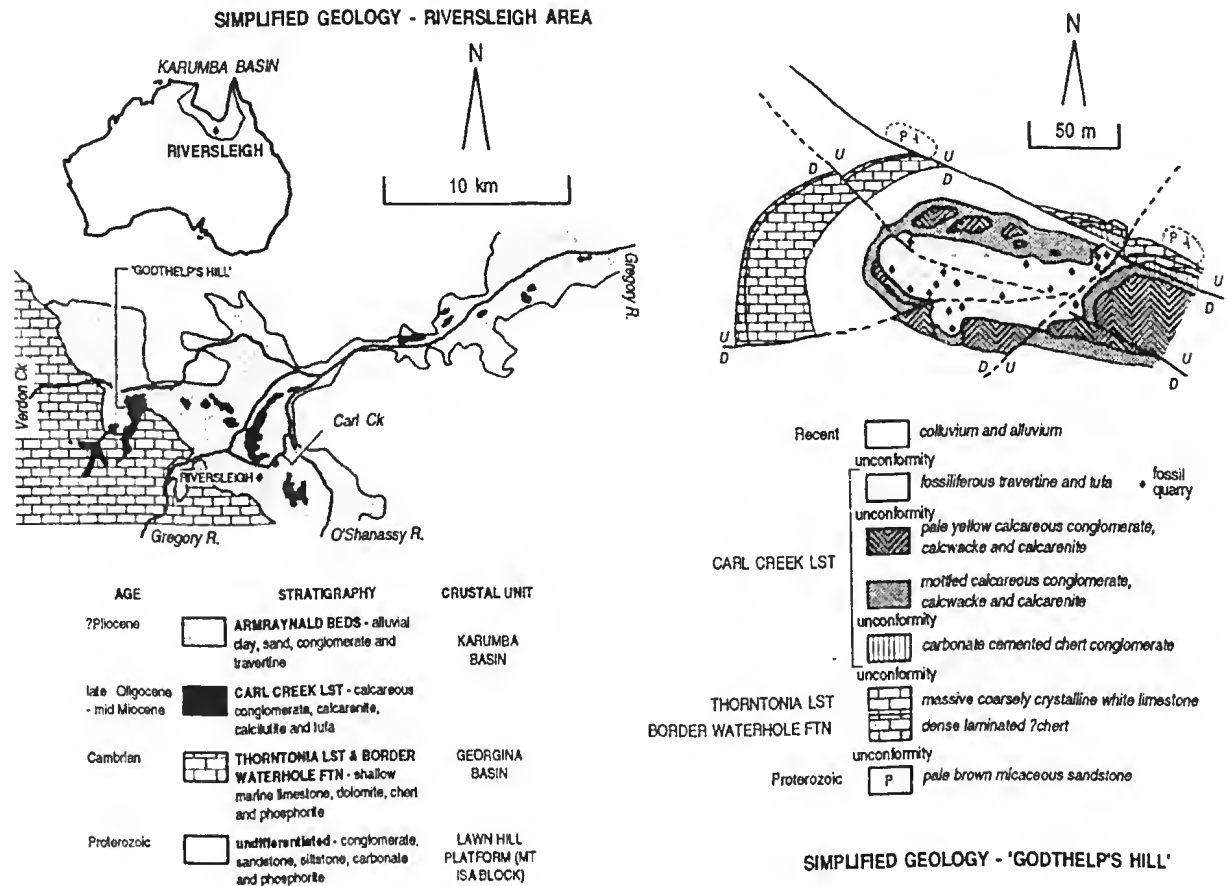 SIMPLIFIED GEOLOGY - RIVERSLEIGH AREA
KARUMBA BASIN
RIVERSLEIGH
N
10 km
'GODTHELP'S HILL'
Gregory R.
Verdon Ck
Carl Ck
RIVERSLEIGH
Gregory R.
O'Shanassy R.
AGE
STRATIGRAPHY
CRUSTAL UNIT
?Pliocene
ARMRAYNALD BEDS - alluvial
clay, sand, conglomerate and
travertine
KARUMBA
BASIN
late Oligocene
- mid Miocene
CARL CREEK LST - calcareous
conglomerate, calcarenite,
calcilutite and tufa
Cambrian
THORNTONIA LST & BORDER
WATERHOLE FTN - shallow
marine limestone, dolomite, chert
and phosphorite
GEORGINA
BASIN
Proterozoic
undifferentiated - conglomerate,
sandstone, siltstone, carbonate
and phosphorite
LAWN HILL
PLATFORM (MT
ISA BLOCK)
N
50 m
P
U
D
U
D
P
U
D
U
D
D
U
U
D
Recent
colluvium and alluvium
unconformity
fossiliferous travertine and tufa
fossil
quarry
unconformity
pale yellow calcareous conglomerate,
calcwacke and calcarenite
CARL CREEK LST
mottled calcareous conglomerate,
calcwacke and calcarenite
unconformity
carbonate cemented chert conglomerate
unconformity
THORNTONIA LST
massive coarsely crystalline white limestone
BORDER WATERHOLE FTN
dense laminated ?chert
unconformity
Proterozoic
P
pale brown micaceous sandstone
SIMPLIFIED GEOLOGY - 'GODTHELP'S HILL'